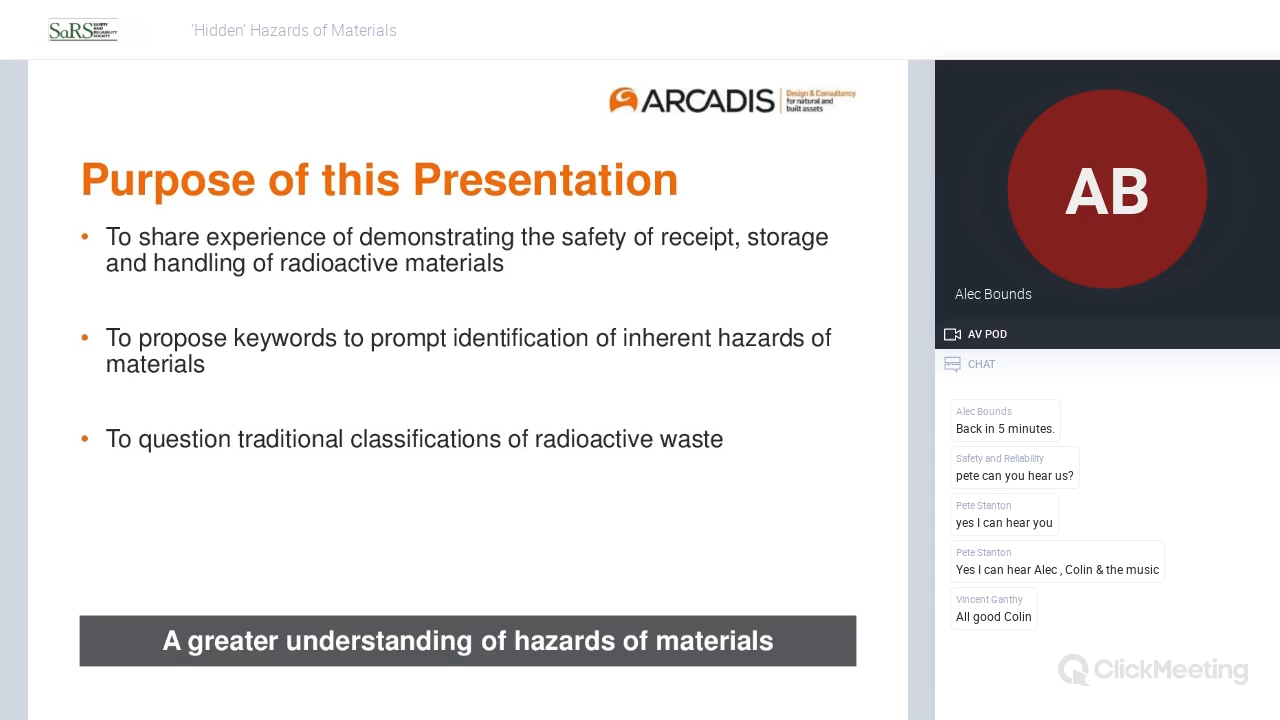 SaRS SAFETY AND RELIABILITY SOCIETY
‘Hidden’ Hazards of Materials
ARCADIS
Design & Consultancy
for natural and
built assets
Purpose of this Presentation
• To share experience of demonstrating the safety of receipt, storage
and handling of radioactive materials
• To propose keywords to prompt identification of inherent hazards of
materials
• To question traditional classifications of radioactive waste
A greater understanding of hazards of materials
AB
Alec Bounds
AV POD
CHAT
Alec Bounds
Back in 5 minutes.
Safety and Reliability
pete can you hear us?
Pete Stanton
yes I can hear you
Pete Stanton
Yes I can hear Alec , Colin & the music
Vincent Ganthy
All good Colin
ClickMeeting